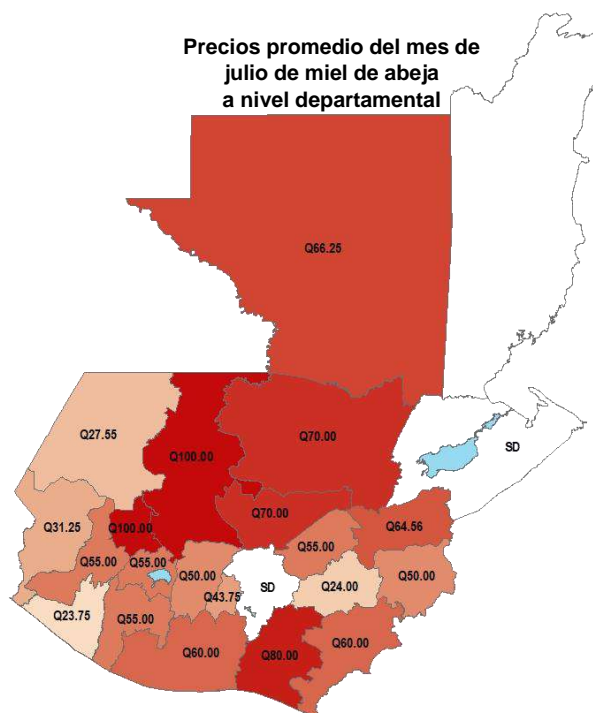 Precios promedio del mes de
julio de miel de abeja
a nivel departamental
Q66.25
Q27.55
Q100.00
Q70.00
SD
Q31.25
Q100.00
Q70.00
Q64.56
Q55.00
Q55.00
Q50.00
Q55.00
Q50.00
Q43.75
SD
Q24.00
Q23.75
Q55.00
Q60.00
Q80.00
Q60.00